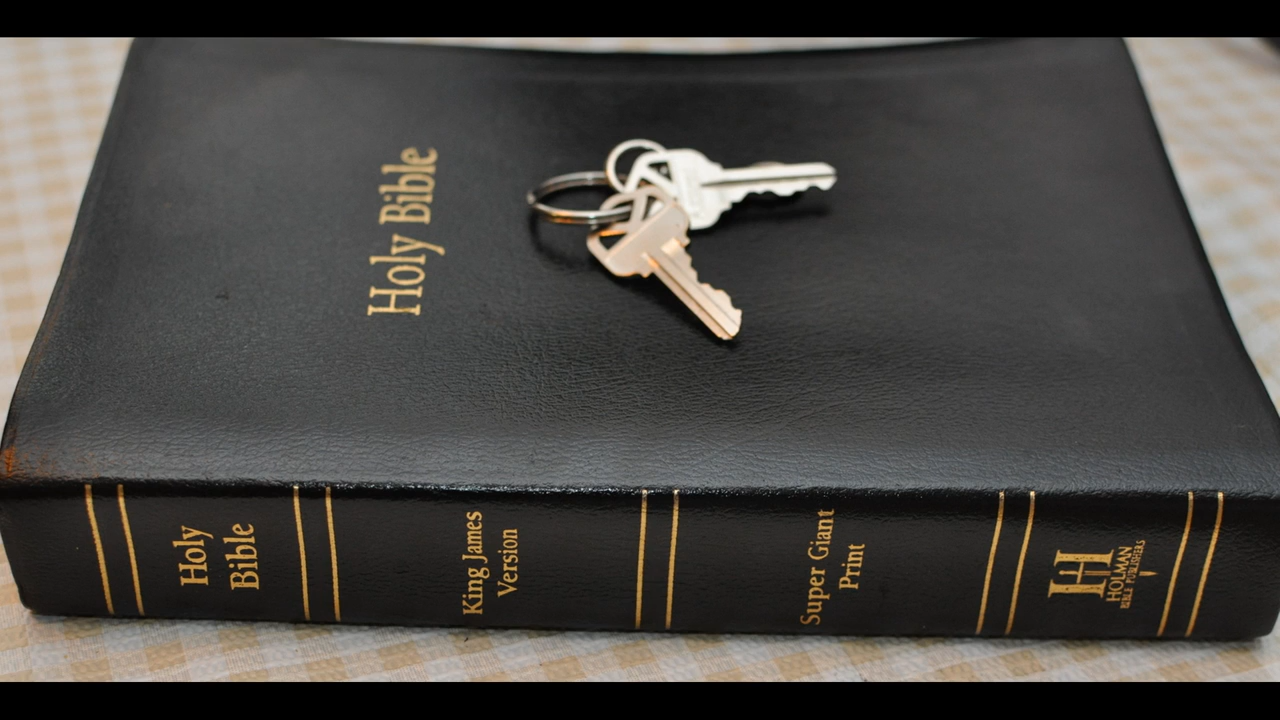 Holy Bible
Holy
Bible
King James
Version
Super Giant
Print
H
HOLMAN
BIBLE PUBLISHERS